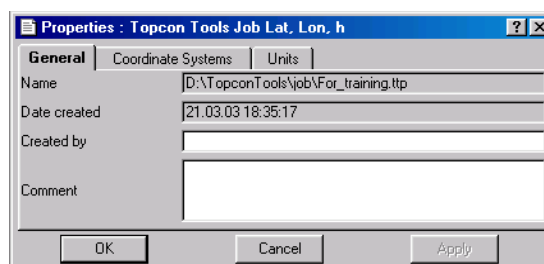 Properties : Topcon Tools Job Lat, Lon, h
General Coordinate Systems Units
Name D:\TopconTools\job\For_training.ttp
Date created 21.03.03 18:35:17
Created by
Comment
OK Cancel Apply